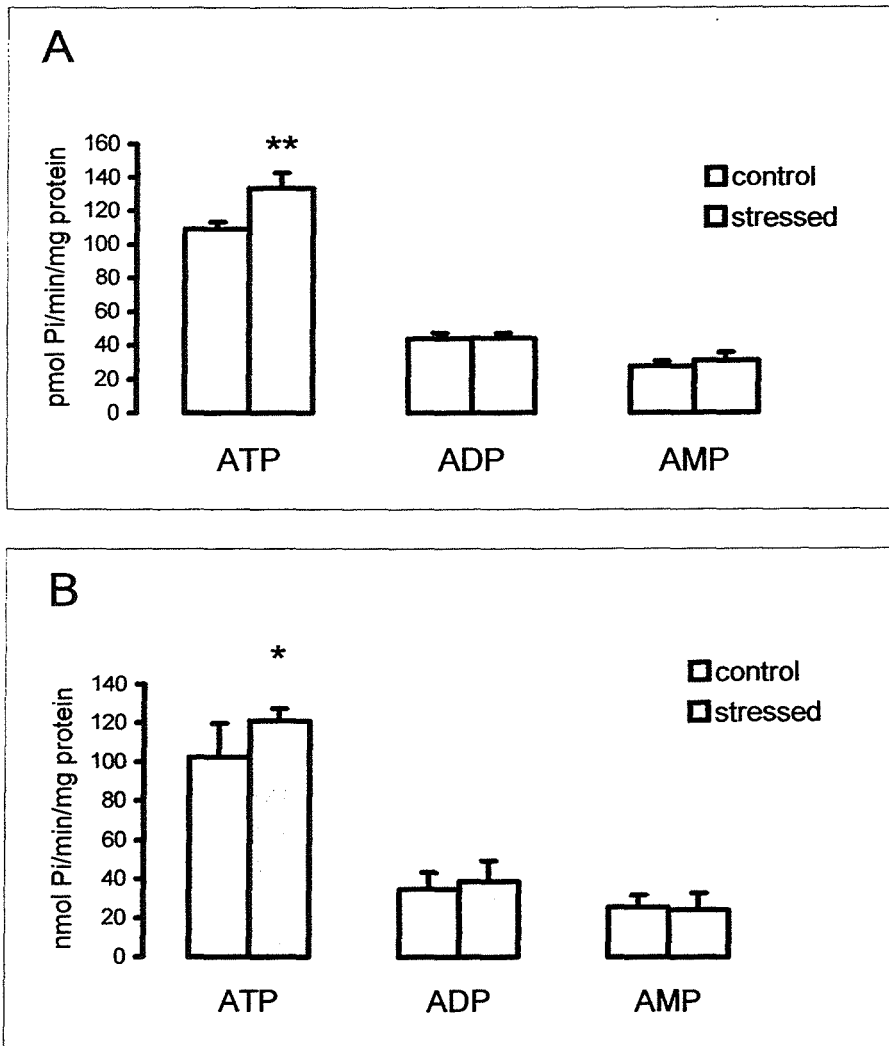 A
pmol Pi/min/mg protein
160
140
120
100
80
60
40
20
0
**
control
stressed
ATP ADP AMP
B
nmol Pi/min/mg protein
140
120
100
80
60
40
20
0
*
control
stressed
ATP ADP AMP